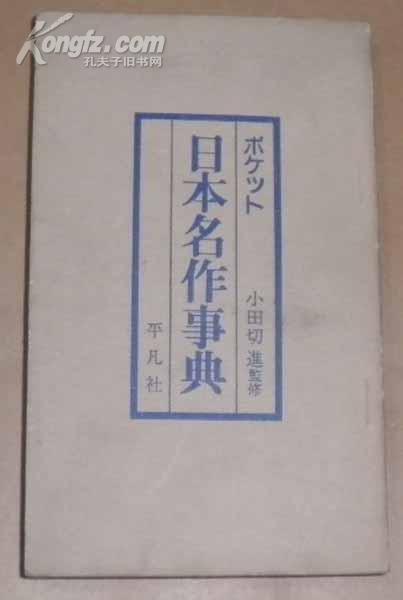 Kongfz.com
孔夫子旧书网
ポケット
小田切 進監修
日本名作事典
平凡社